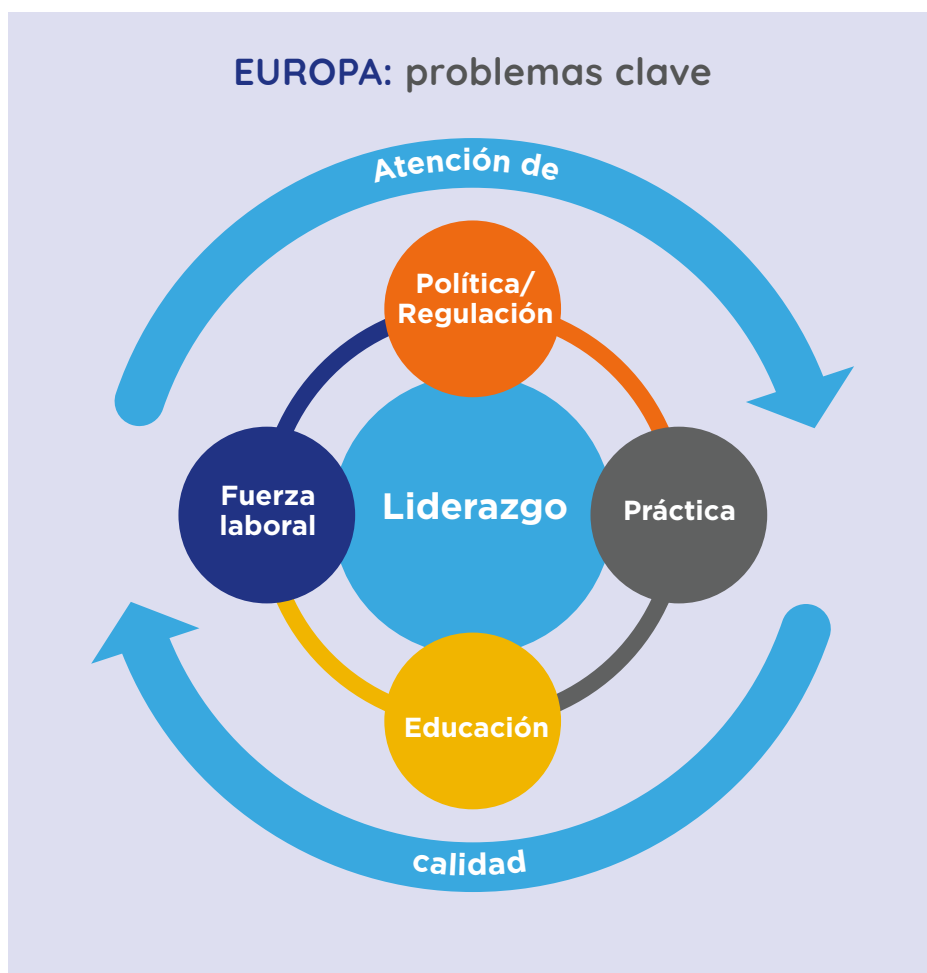 EUROPA: problemas clave
Atención de
Política/
Regulación
Fuerza
laboral
Liderazgo
Práctica
Educación
calidad